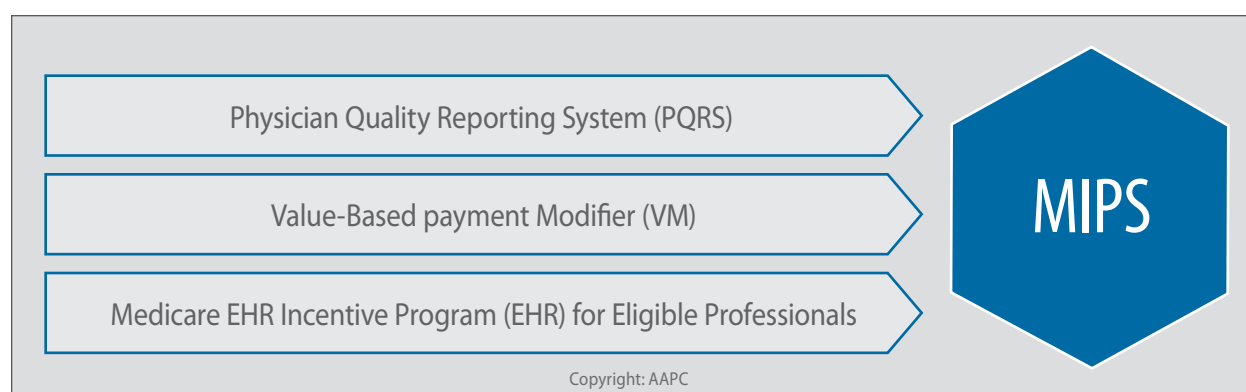 Physician Quality Reporting System (PQRS)
Value-Based payment Modifier (VM)
Medicare EHR Incentive Program (EHR) for Eligible Professionals
MIPS
Copyright: AAPC